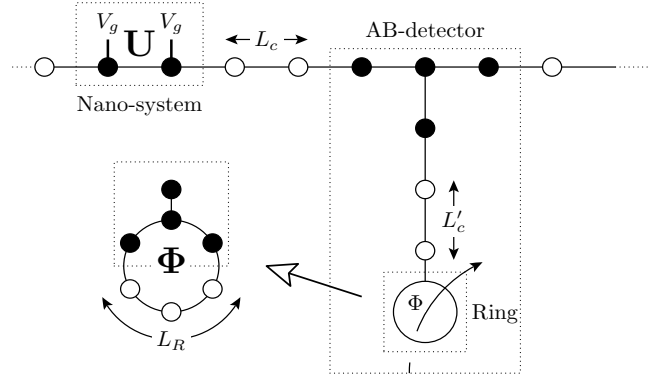 V_g V_g AB-detector
U L_c
Nano-system
L'_c
Φ
Φ Ring
L_R